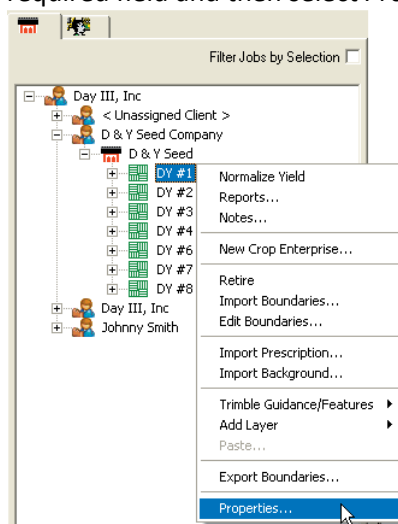 required field and then select Pro
Filter Jobs by Selection
Day III, Inc
< Unassigned Client >
D & Y Seed Company
D & Y Seed
DY #1
DY #2
DY #3
DY #4
DY #6
DY #7
DY #8
Day III, Inc
Johnny Smith
Normalize Yield
Reports...
Notes...
New Crop Enterprise...
Retire
Import Boundaries...
Edit Boundaries...
Import Prescription...
Import Background...
Trimble Guidance/Features
Add Layer
Paste...
Export Boundaries...
Properties...